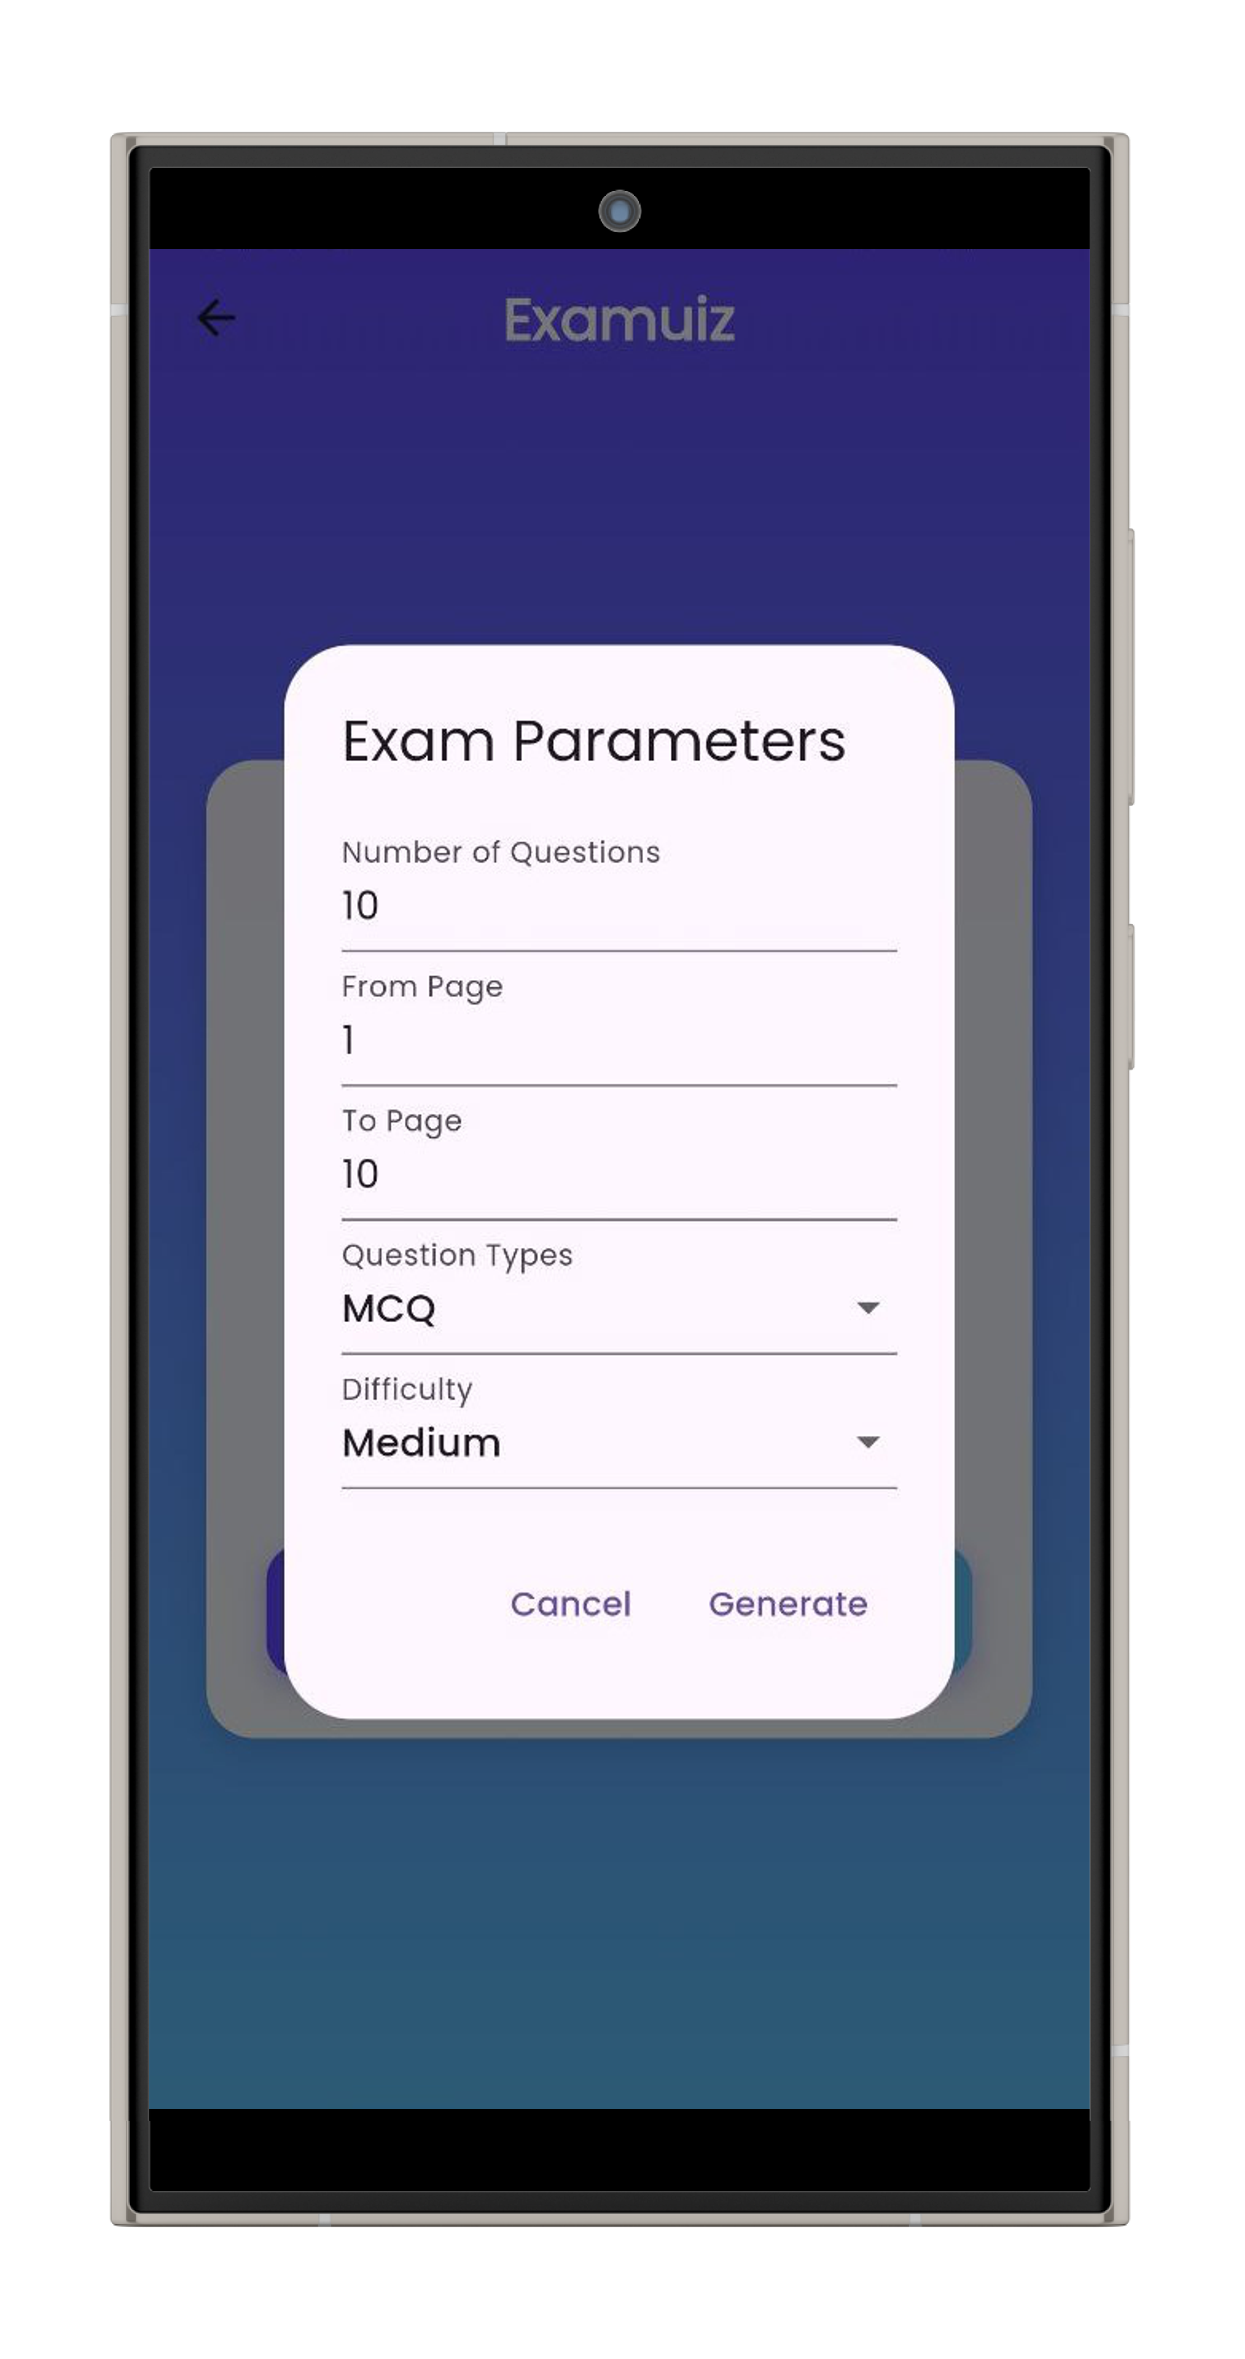 Examuiz
Exam Parameters
Number of Questions
10
From Page
1
To Page
10
Question Types
MCQ
Difficulty
Medium
Cancel Generate